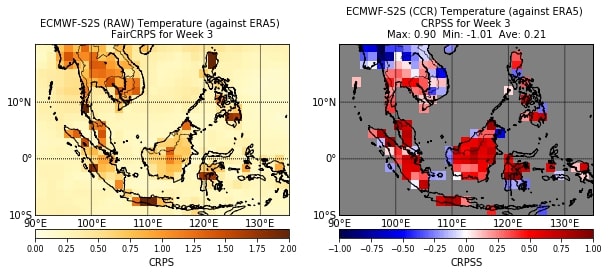 ECMWF-S2S (RAW) Temperature (against ERA5)
FairCRPS for Week 3
10°N
0°
10°S
90°E 100°E 110°E 120°E 130°E
0.00 0.25 0.50 0.75 1.00 1.25 1.50 1.75 2.00
CRPS
ECMWF-S2S (CCR) Temperature (against ERA5)
CRPSS for Week 3
Max: 0.90 Min: -1.01 Ave: 0.21
10°N
0°
10°S
90°E 100°E 110°E 120°E 130°E
−1.00 −0.75 −0.50 −0.25 0.00 0.25 0.50 0.75 1.00
CRPSS